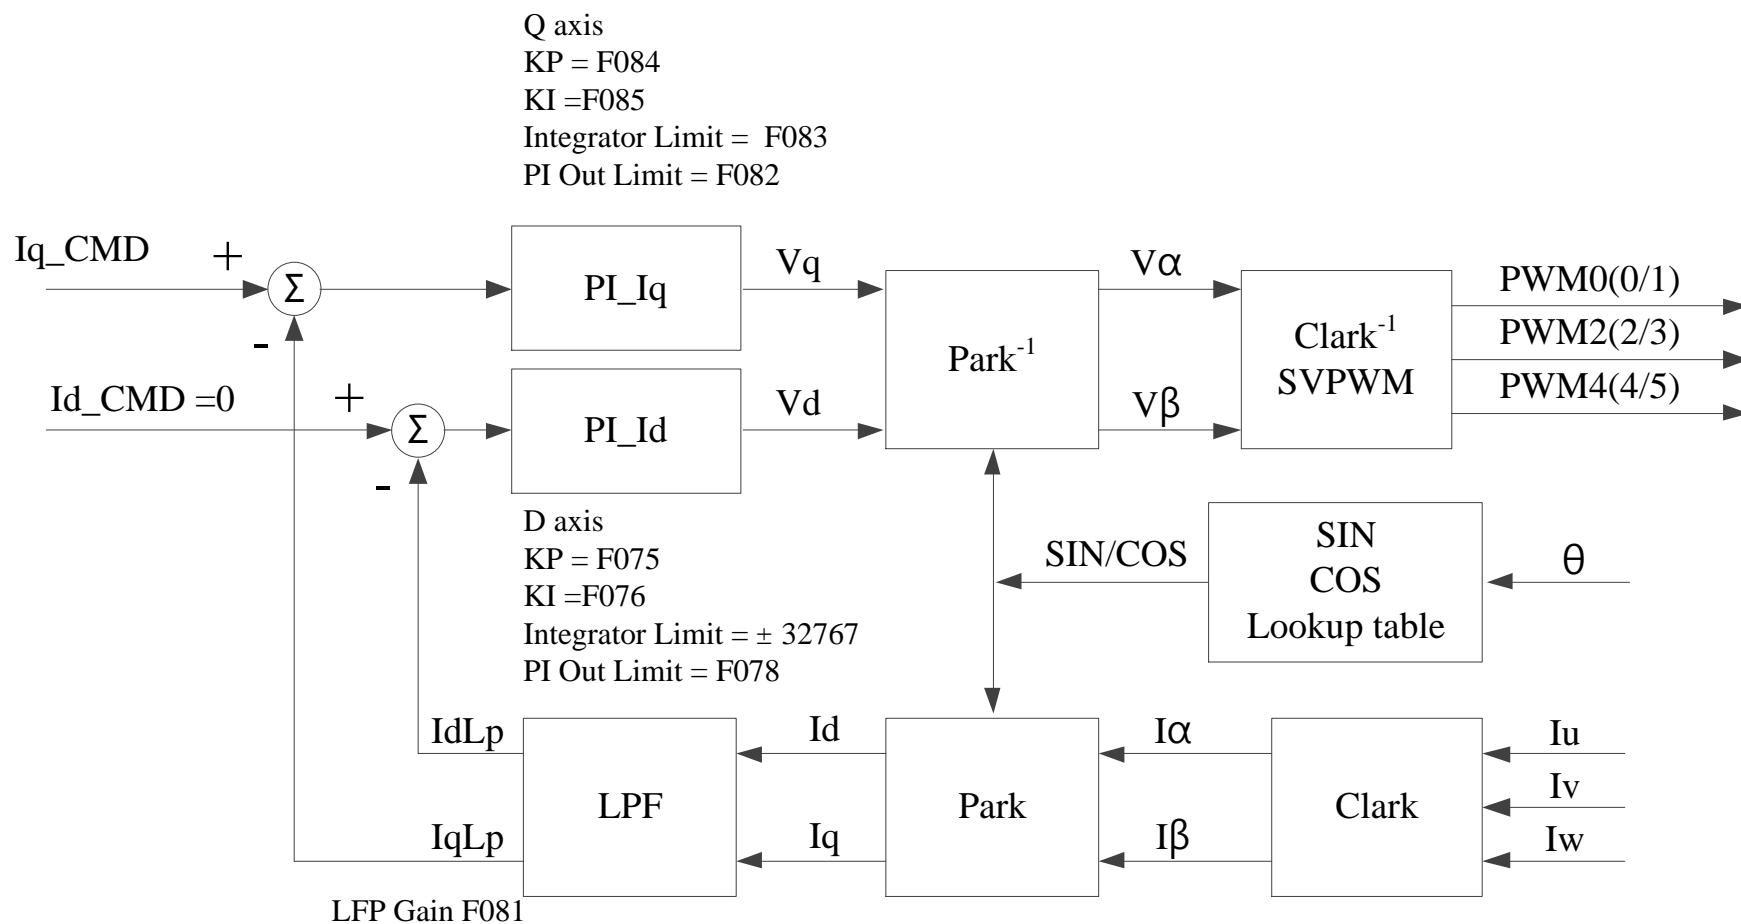 Q axis
KP = F084
KI =F085
Integrator Limit =  F083
PI Out Limit = F082
Iq_CMD
+
Σ
-
PI_Iq
Vq
Park⁻¹
Vα
Clark⁻¹
SVPWM
PWM0(0/1)
PWM2(2/3)
PWM4(4/5)
Id_CMD =0
+
Σ
-
PI_Id
Vd
Vβ
D axis
KP = F075
KI =F076
Integrator Limit = ± 32767
PI Out Limit = F078
SIN/COS
SIN
COS
Lookup table
θ
IdLp
IqLp
LPF
Id
Iq
Park
Iα
Iβ
Clark
Iu
Iv
Iw
LFP Gain F081